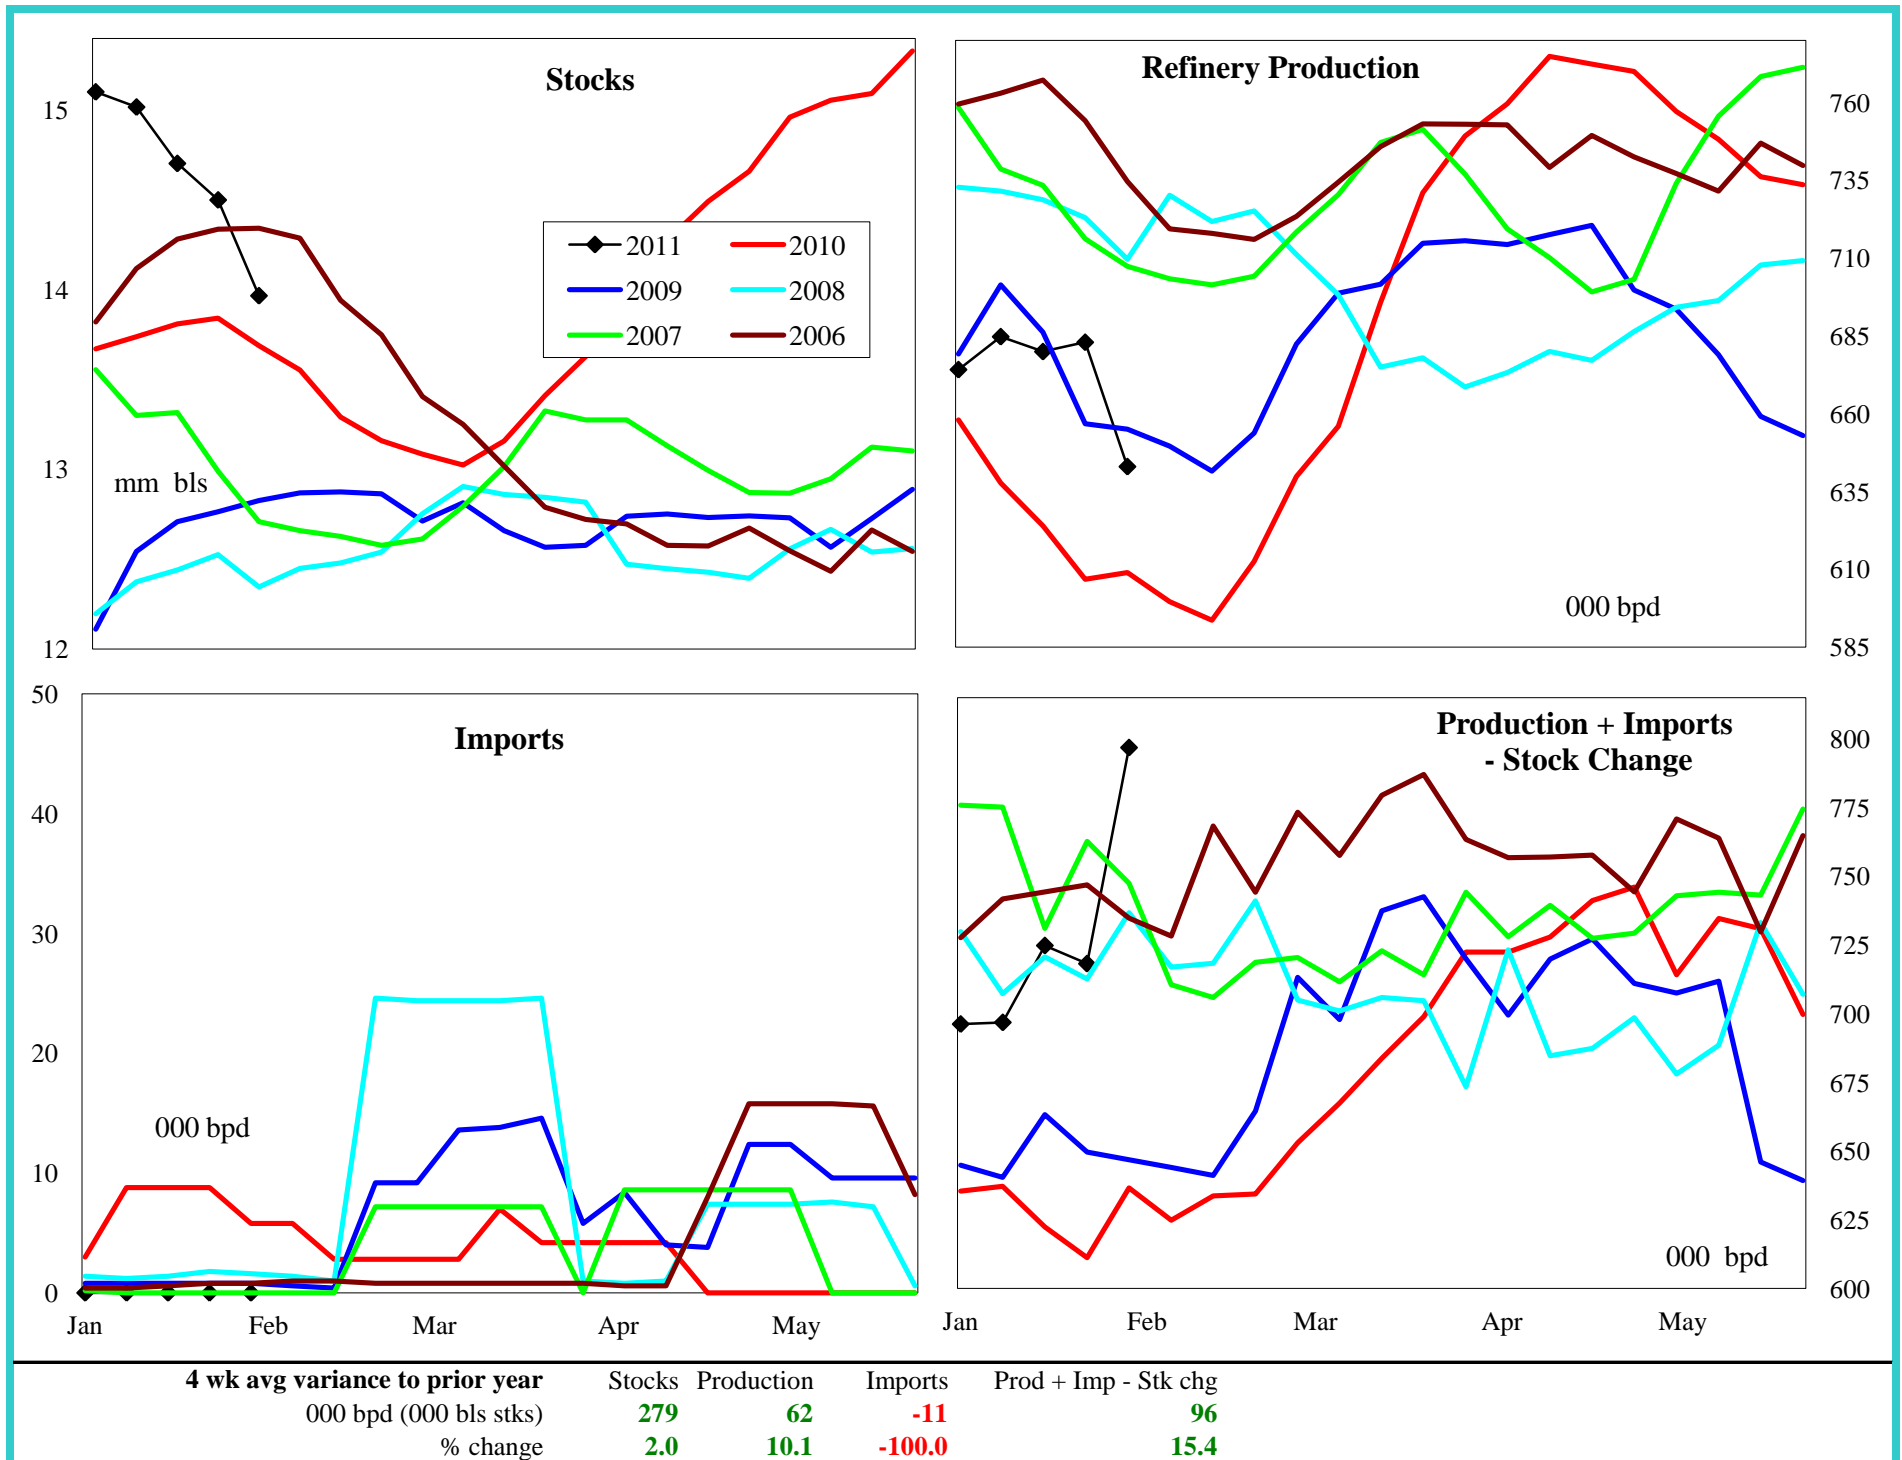 Stocks
15
14
13
12
mm bls
2011 2010
2009 2008
2007 2006
Refinery Production
760
735
710
685
660
635
610
585
000 bpd
Imports
50
40
30
20
10
0
000 bpd
Jan Feb Mar Apr May
Production + Imports
- Stock Change
800
775
750
725
700
675
650
625
600
000 bpd
Jan Feb Mar Apr May
4 wk avg variance to prior year Stocks Production Imports Prod + Imp - Stk chg
000 bpd (000 bls stks) 279 62 -11 96
% change 2.0 10.1 -100.0 15.4